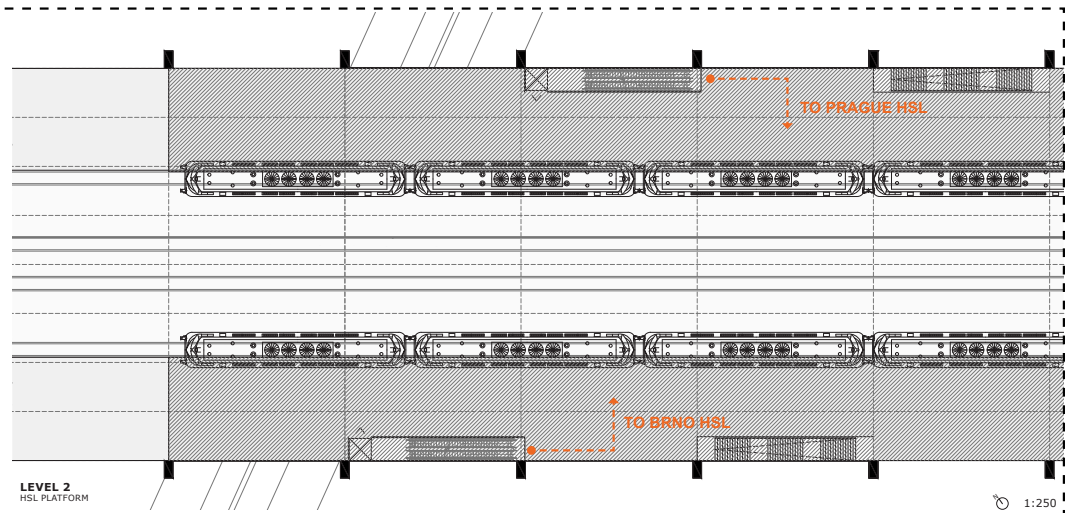 TO PRAGUE HSL
TO BRNO HSL
LEVEL 2
HSL PLATFORM
N
1:250